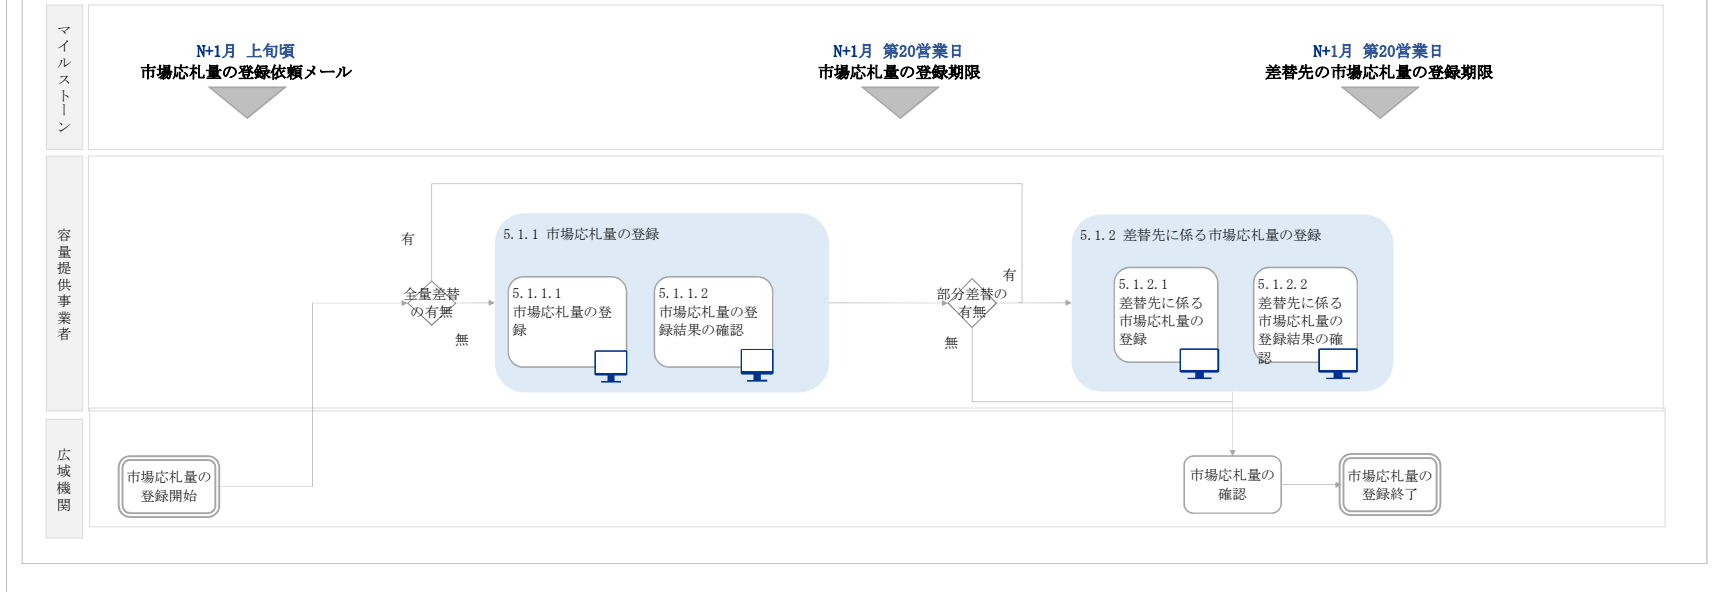 マイルストーン
N+1月 上旬頃
市場応札量の登録依頼メール
N+1月 第20営業日
市場応札量の登録期限
N+1月 第20営業日
差替先の市場応札量の登録期限
容量提供事業者
有
全量差替
の有無
無
5.1.1 市場応札量の登録
5.1.1.1
市場応札量の登
録
5.1.1.2
市場応札量の登
録結果の確認
部分差替の
有無
有
無
5.1.2 差替先に係る市場応札量の登録
5.1.2.1
差替先に係る
市場応札量の
登録
5.1.2.2
差替先に係る
市場応札量の
登録結果の確
認
広域機関
市場応札量の
登録開始
市場応札量の
確認
市場応札量の
登録終了